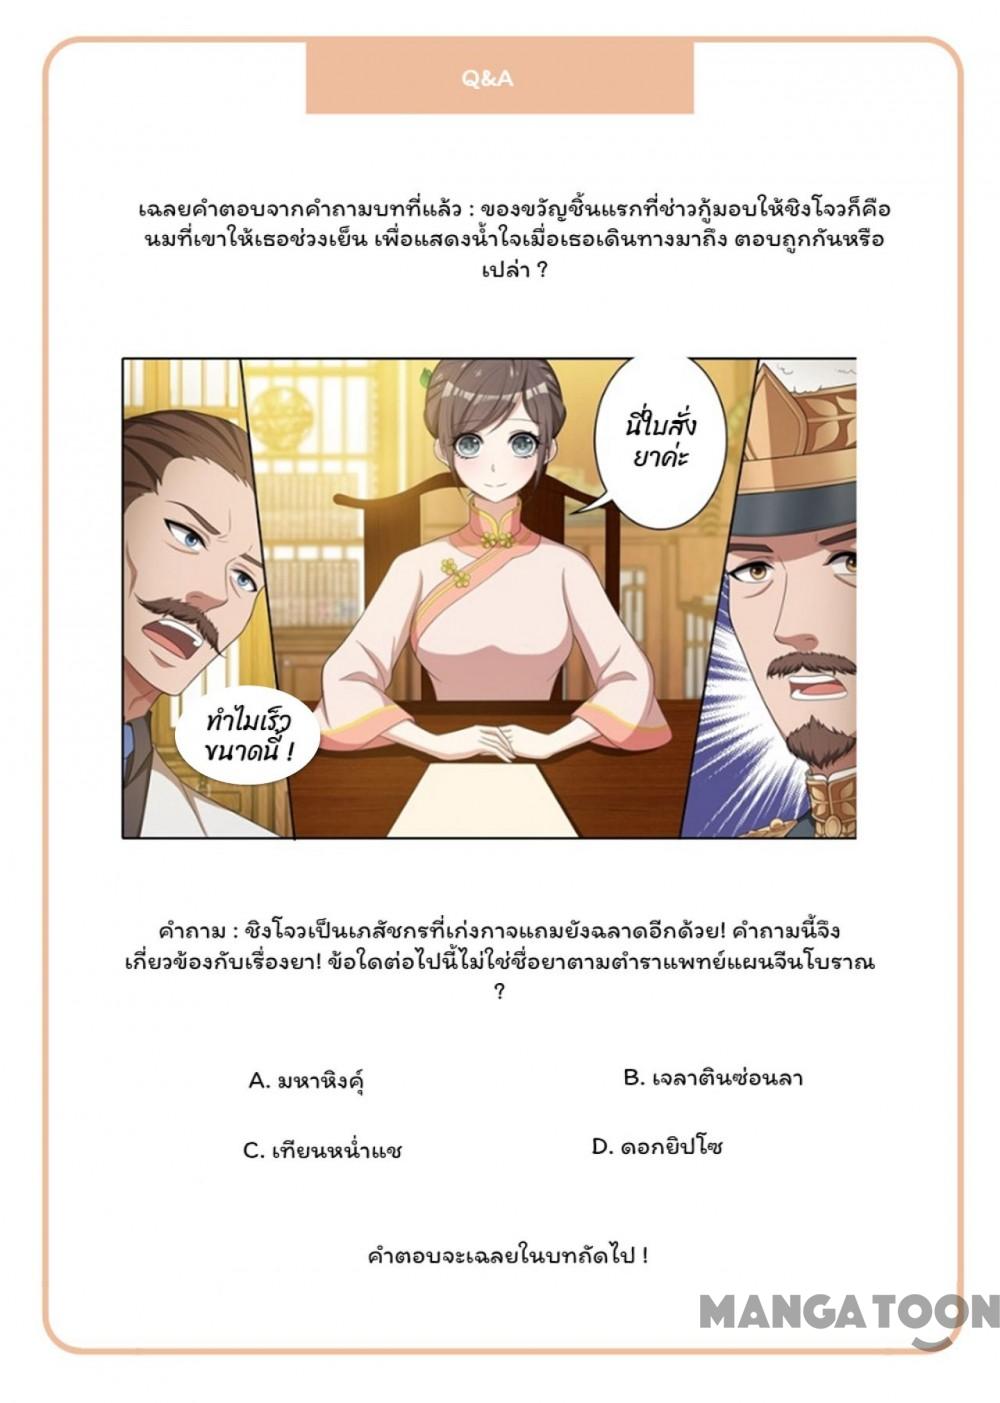 Q&A
เฉลยคำตอบจากคำถามบทที่แล้ว : ของขวัญชิ้นแรกที่ช่าวกู้มอบให้ชิงโจวก็คือ
นมที่เขาให้เธอช่วงเย็น เพื่อแสดงน้ำใจเมื่อเธอเดินทางมาถึง ตอบถูกกันหรือ
เปล่า ?
นี่ใบสั่ง
ยาค่ะ
ทำไมเร็ว
ขนาดนี้ !
คำถาม : ชิงโจวเป็นเภสัชกรที่เก่งกาจแถมยังฉลาดอีกด้วย! คำถามนี้จึง
เกี่ยวข้องกับเรื่องยา! ข้อใดต่อไปนี้ไม่ใช่ชื่อยาตามตำราแพทย์แผนจีนโบราณ
?
A. มหาหิงคุ์
B. เจลาตินซ่อนลา
C. เทียนหน่ำแช
D. ดอกยิปโซ
คำตอบจะเฉลยในบทถัดไป !
MANGATOON